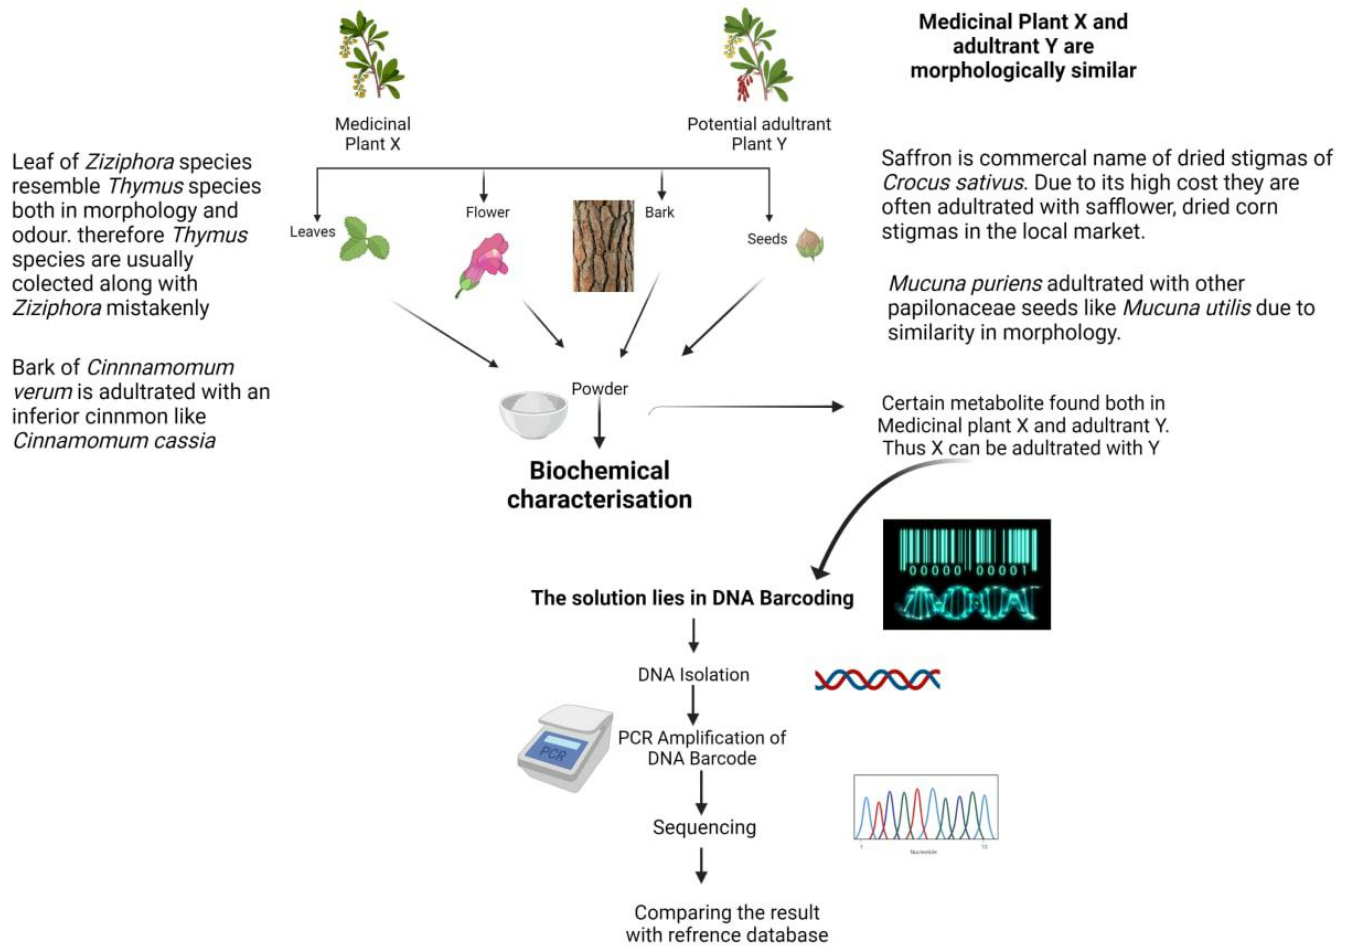 Medicinal Plant X and
adultrant Y are
morphologically similar
Medicinal
Plant X
Potential adultrant
Plant Y
Leaf of Ziziphora species
resemble Thymus species
both in morphology and
odour. therefore Thymus
species are usually
colected along with
Ziziphora mistakenly
Bark of Cinnnamomum
verum is adultrated with an
inferior cinnmon like
Cinnamomum cassia
Leaves
Flower
Bark
Seeds
Saffron is commercal name of dried stigmas of
Crocus sativus. Due to its high cost they are
often adultrated with safflower, dried corn
stigmas in the local market.
Mucuna puriens adultrated with other
papilonaceae seeds like Mucuna utilis due to
similarity in morphology.
Powder
Certain metabolite found both in
Medicinal plant X and adultrant Y.
Thus X can be adultrated with Y
Biochemical
characterisation
00000 00001
The solution lies in DNA Barcoding
DNA Isolation
PCR
PCR Amplification of
DNA Barcode
Sequencing
1
10
Nucleotide
Comparing the result
with refrence database